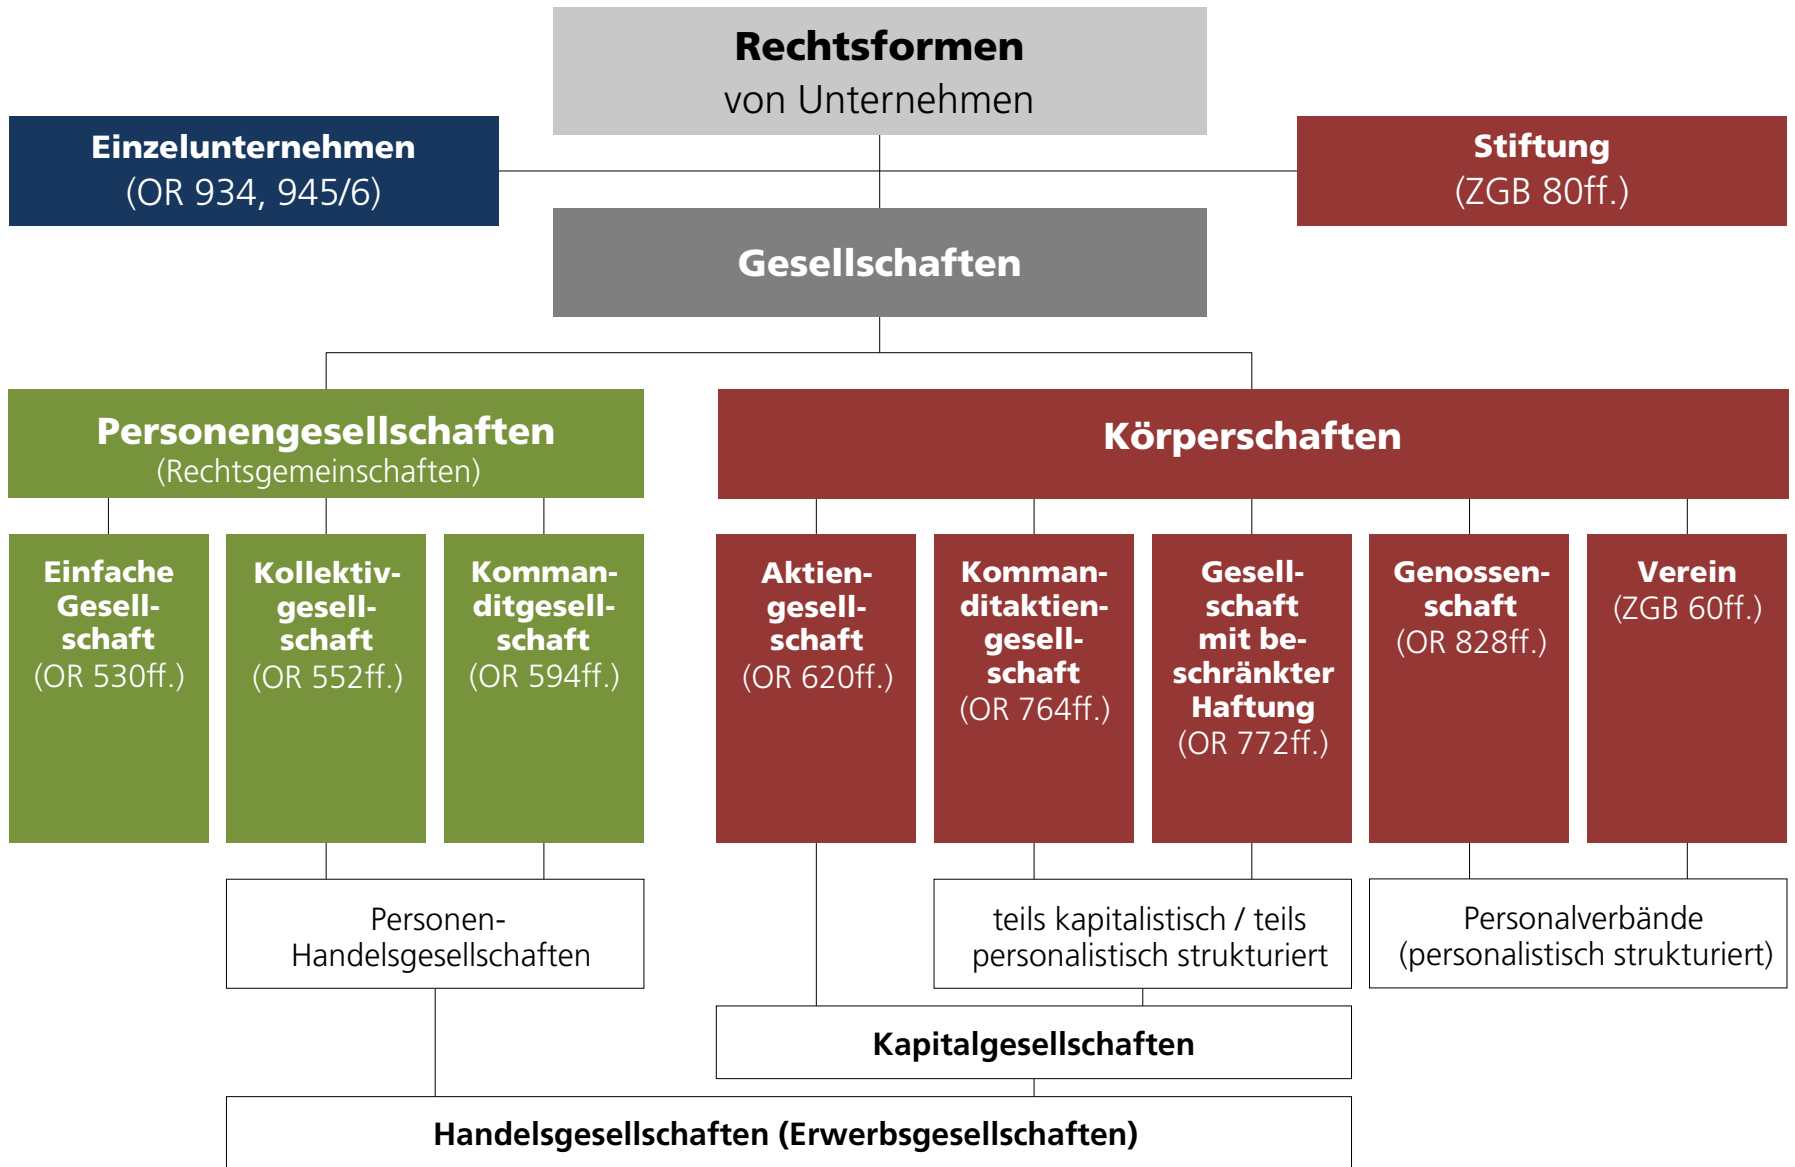 Rechtsformen
von Unternehmen
Einzelunternehmen
(OR 934, 945/6)
Stiftung
(ZGB 80ff.)
Gesellschaften
Personengesellschaften
(Rechtsgemeinschaften)
Körperschaften
Einfache
Gesell-
schaft
(OR 530ff.)
Kollektiv-
gesell-
schaft
(OR 552ff.)
Komman-
ditgesell-
schaft
(OR 594ff.)
Aktien-
gesell-
schaft
(OR 620ff.)
Komman-
ditaktien-
gesell-
schaft
(OR 764ff.)
Gesell-
schaft
mit be-
schränkter
Haftung
(OR 772ff.)
Genossen-
schaft
(OR 828ff.)
Verein
(ZGB 60ff.)
Personen-
Handelsgesellschaften
teils kapitalistisch / teils
personalistisch strukturiert
Personalverbände
(personalistisch strukturiert)
Kapitalgesellschaften
Handelsgesellschaften (Erwerbsgesellschaften)